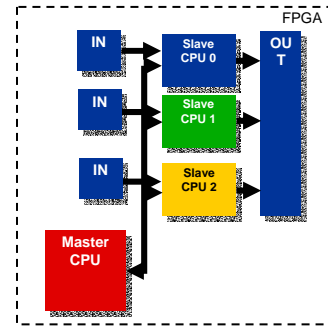 FPGA
IN
Slave
CPU 0
OU
T
IN
Slave
CPU 1
IN
Slave
CPU 2
Master
CPU